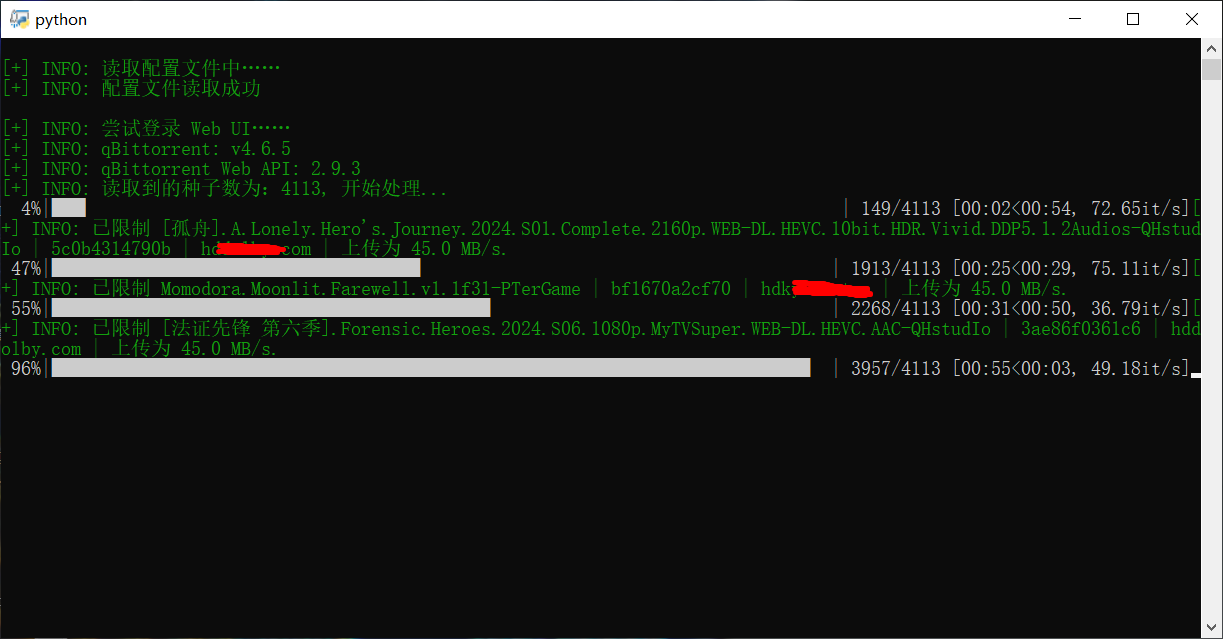 python
[+] INFO: 读取配置文件中……
[+] INFO: 配置文件读取成功
[+] INFO: 尝试登录 Web UI……
[+] INFO: qBittorrent: v4.6.5
[+] INFO: qBittorrent Web API: 2.9.3
[+] INFO: 读取到的种子数为: 4113, 开始处理...
4%| | 149/4113 [00:02<00:54, 72.65it/s][
+] INFO: 已限制 [孤舟].A.Lonely.Hero's.Journey.2024.S01.Complete.2160p.WEB-DL.HEVC.10bit.HDR.Vivid.DDP5.1.2Audios-QHstud
Io | 5c0b4314790b | hd com | 上传为 45.0 MB/s.
47%| | 1913/4113 [00:25<00:29, 75.11it/s][
+] INFO: 已限制 Momodora.Moonlit.Farewell.v1.1f31-PTerGame | bf1670a2cf70 | hdk | 上传为 45.0 MB/s.
55%| | 2268/4113 [00:31<00:50, 36.79it/s][
+] INFO: 已限制 [法证先锋 第六季].Forensic.Heroes.2024.S06.1080p.MyTVSuper.WEB-DL.HEVC.AAC-QHstudIo | 3ae86f0361c6 | hdd
olby.com | 上传为 45.0 MB/s.
96%| | 3957/4113 [00:55<00:03, 49.18it/s]